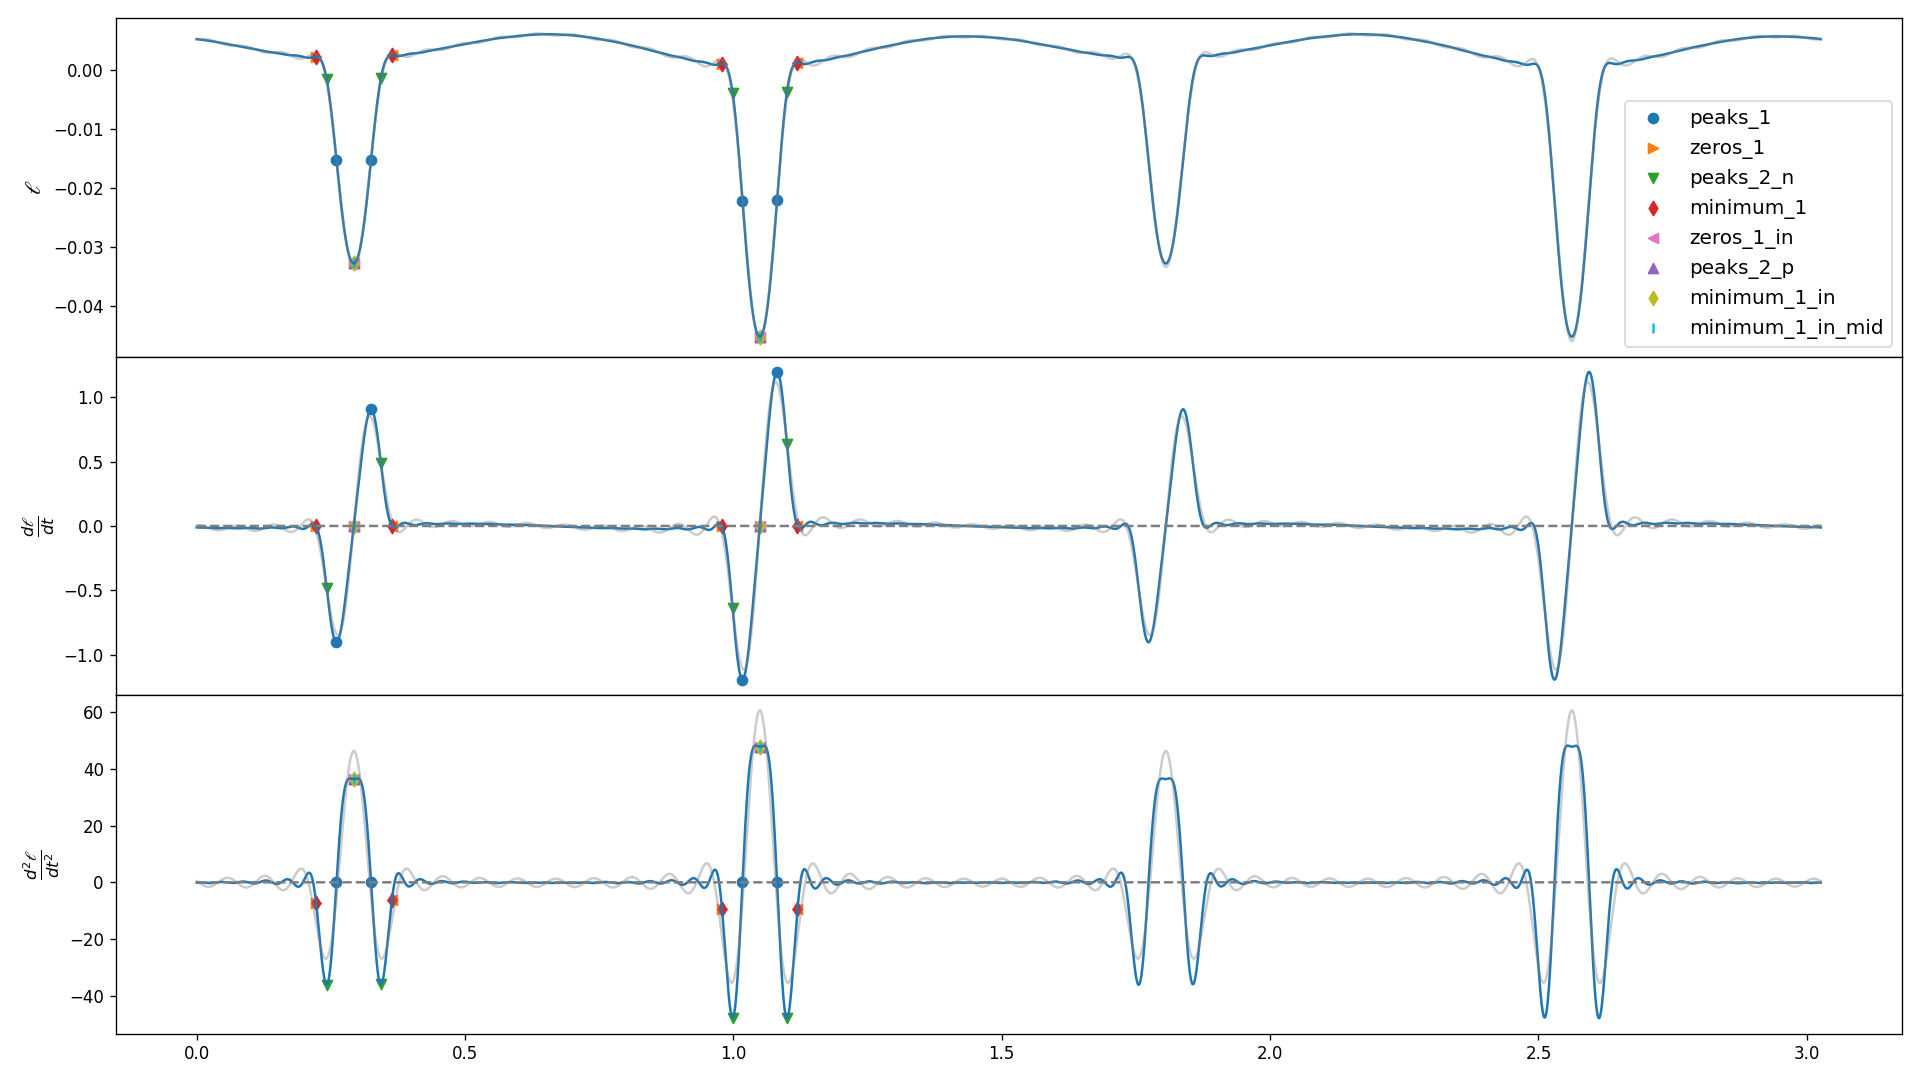 0.00
−0.01
−0.02
−0.03
−0.04
ℓ
peaks_1
zeros_1
peaks_2_n
minimum_1
zeros_1_in
peaks_2_p
minimum_1_in
minimum_1_in_mid
1.0
0.5
0.0
−0.5
−1.0
dℓ
dt
60
40
20
0
−20
−40
d²ℓ
dt²
0.0 0.5 1.0 1.5 2.0 2.5 3.0